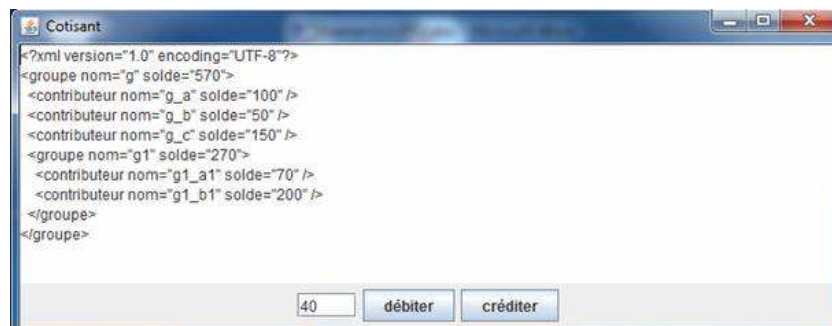 Cotisant
<?xml version="1.0" encoding="UTF-8"?>
<groupe nom="g" solde="570">
<contributeur nom="g_a" solde="100" />
<contributeur nom="g_b" solde="50" />
<contributeur nom="g_c" solde="150" />
<groupe nom="g1" solde="270">
<contributeur nom="g1_a1" solde="70" />
<contributeur nom="g1_b1" solde="200" />
</groupe>
</groupe>
40 débiter créditer